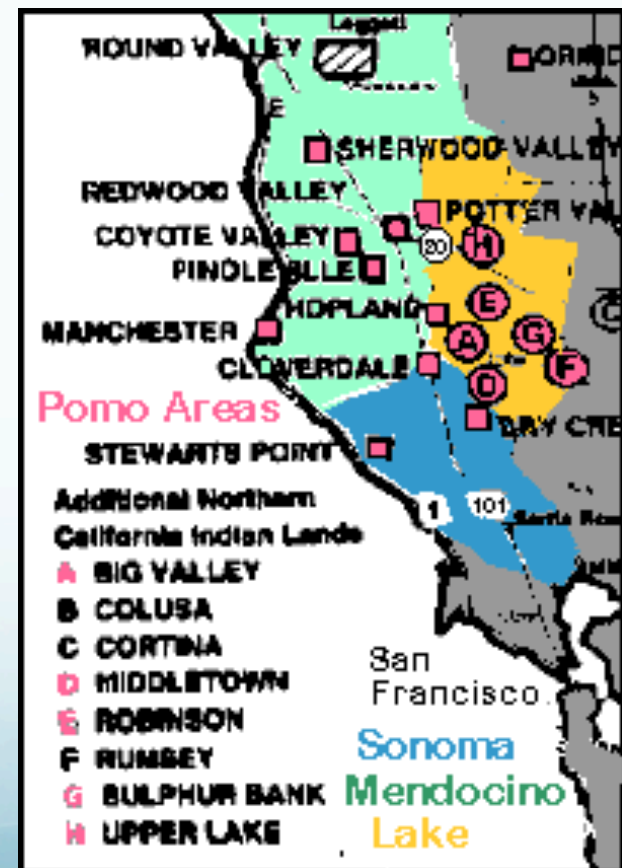 Leggett
ROUND VALLEY
GRIND
SHERWOOD VALLEY
REDWOOD VALLEY
POTTER VAL
COYOTE VALLEY
20
H
PINOLEVILLE
E
HOPLAND
G
MANCHESTER
A
F
CLOVERDALE
D
Pomo Areas
DRY CRE
STEWARTS POINT
Additional Northern
1
101
California Indian Lands
A BIG VALLEY
B COLUSA
C CORTINA
D MIDDLETOWN
E ROBINSON
F RUMSEY
G SULPHUR BANK
H UPPER LAKE
San
Francisco
Sonoma
Mendocino
Lake